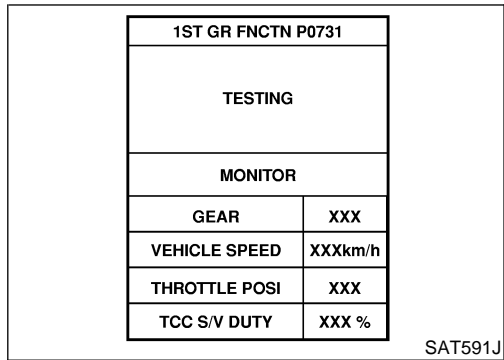 1ST GR FNCTN P0731
TESTING
MONITOR
GEAR XXX
VEHICLE SPEED XXXkm/h
THROTTLE POSI XXX
TCC S/V DUTY XXX %
SAT591J